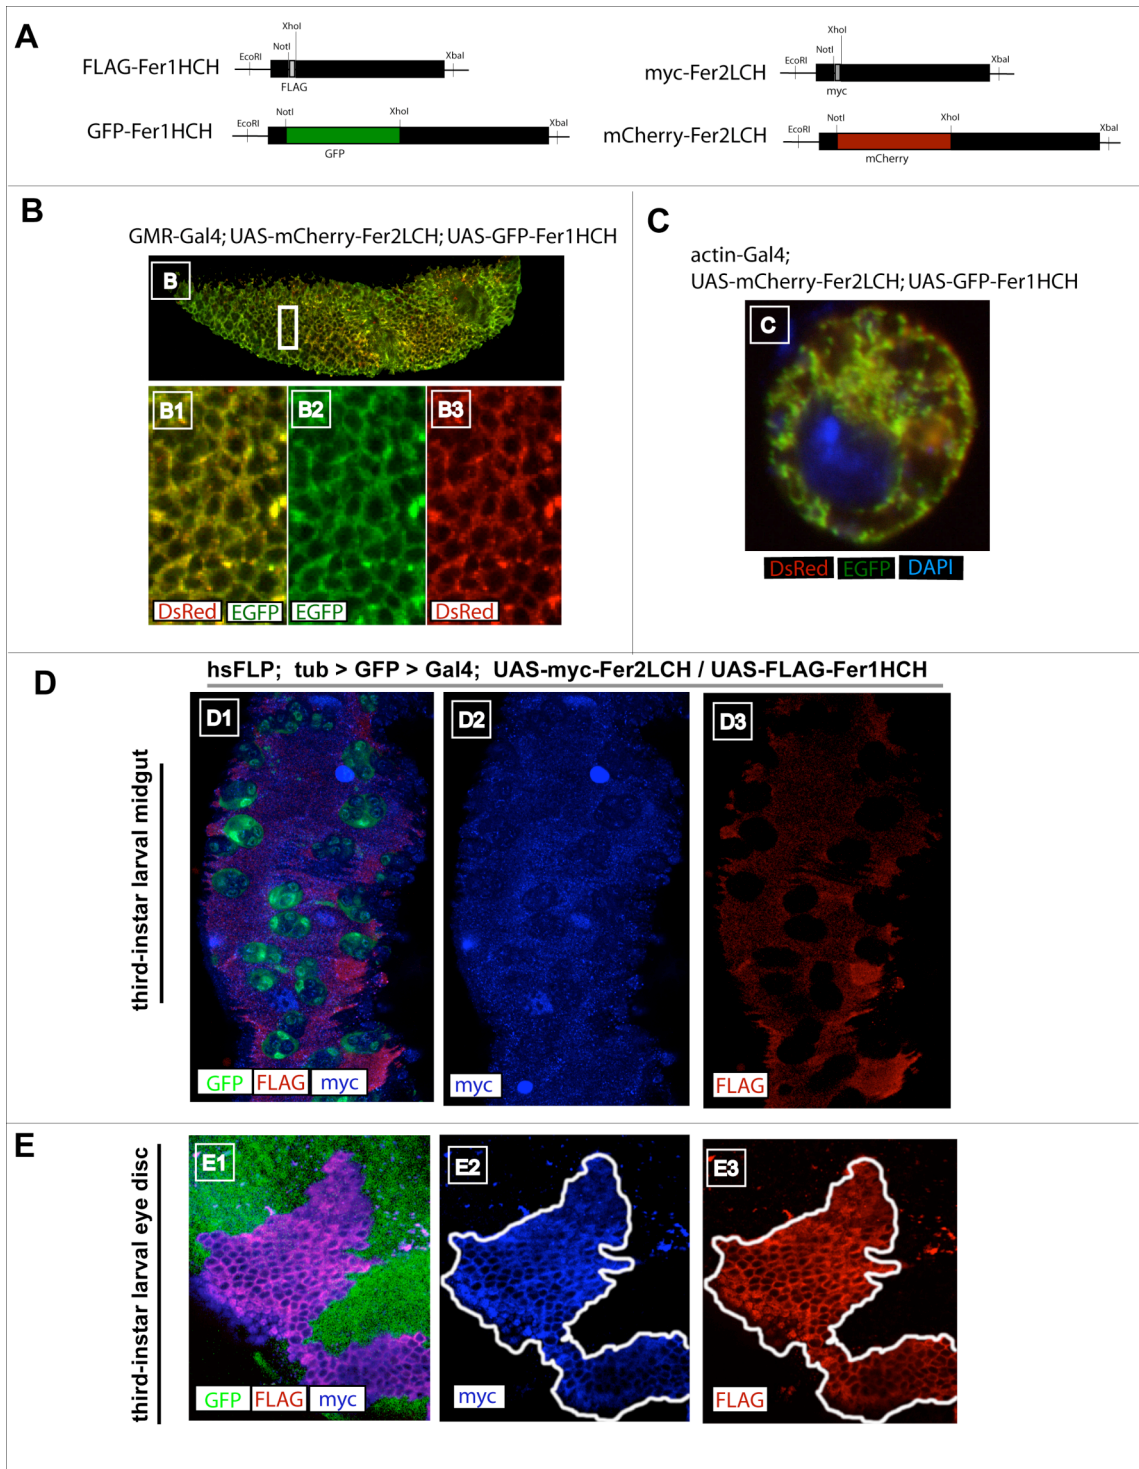 A
FLAG-Fer1HCH
EcoRI
NotI
XhoI
XbaI
FLAG
myc-Fer2LCH
EcoRI
NotI
XhoI
XbaI
myc
GFP-Fer1HCH
EcoRI
NotI
XhoI
XbaI
GFP
mCherry-Fer2LCH
EcoRI
NotI
XhoI
XbaI
mCherry
B
GMR-Gal4; UAS-mCherry-Fer2LCH; UAS-GFP-Fer1HCH
B
B1
B2
B3
DsRed
EGFP
EGFP
DsRed
C
actin-Gal4;
UAS-mCherry-Fer2LCH; UAS-GFP-Fer1HCH
C
DsRed
EGFP
DAPI
D
hsFLP; tub > GFP > Gal4; UAS-myc-Fer2LCH / UAS-FLAG-Fer1HCH
third-instar larval midgut
D1
D2
D3
GFP
FLAG
myc
myc
FLAG
E
third-instar larval eye disc
E1
E2
E3
GFP
FLAG
myc
myc
FLAG